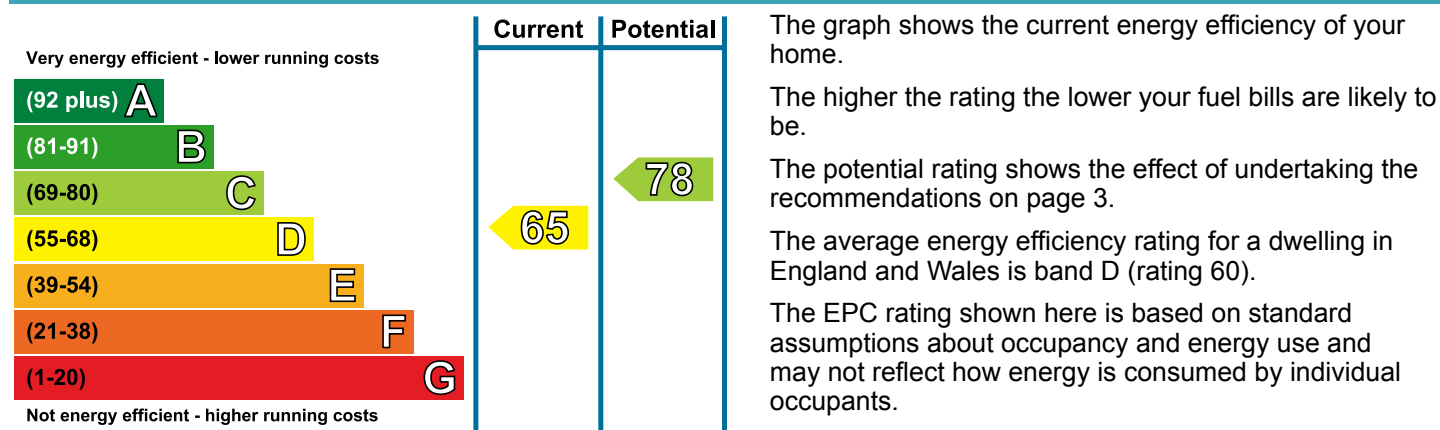 Current Potential
Very energy efficient - lower running costs
(92 plus) A
(81-91) B
(69-80) C
(55-68) D
(39-54) E
(21-38) F
(1-20) G
Not energy efficient - higher running costs
65
78
The graph shows the current energy efficiency of your
home.
The higher the rating the lower your fuel bills are likely to
be.
The potential rating shows the effect of undertaking the
recommendations on page 3.
The average energy efficiency rating for a dwelling in
England and Wales is band D (rating 60).
The EPC rating shown here is based on standard
assumptions about occupancy and energy use and
may not reflect how energy is consumed by individual
occupants.